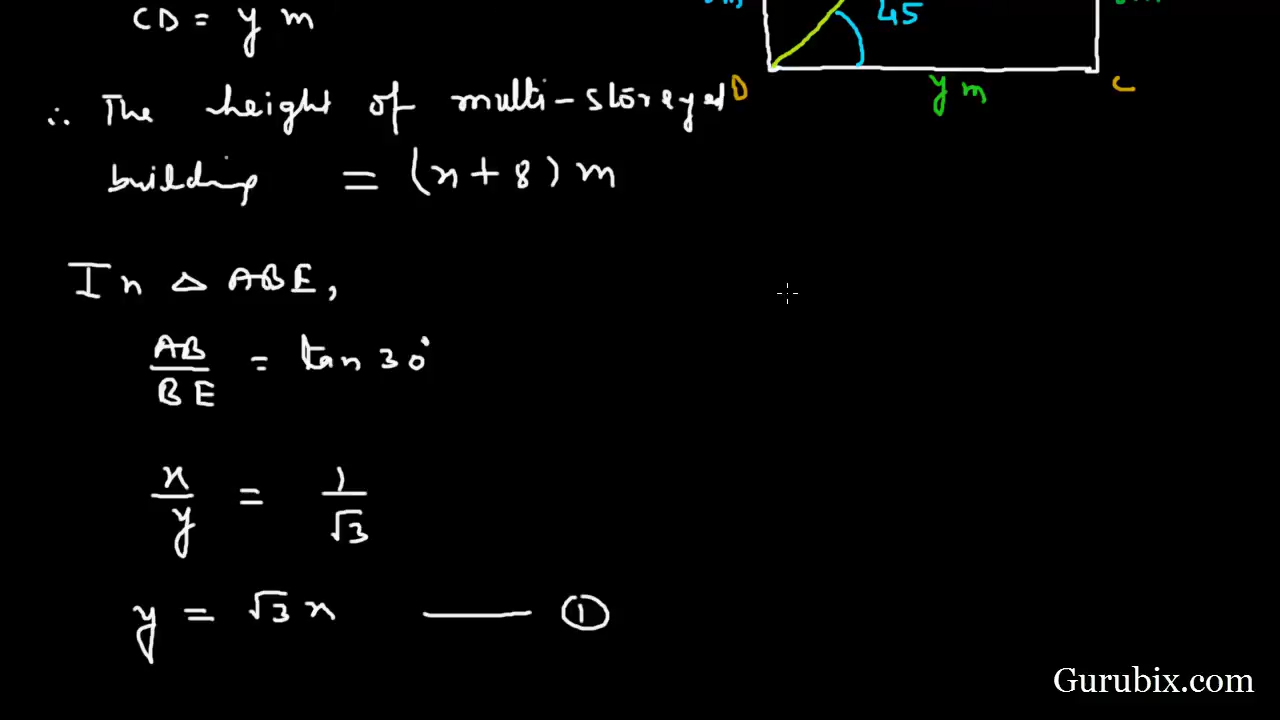 CD = y m
45
D y m C
∴ The height of multi-storeyed
building = (x + 8) m
In △ ABE,
AB/BE = tan 30°
x/y = 1/√3
y = √3 x —— ①
Gurubix.com